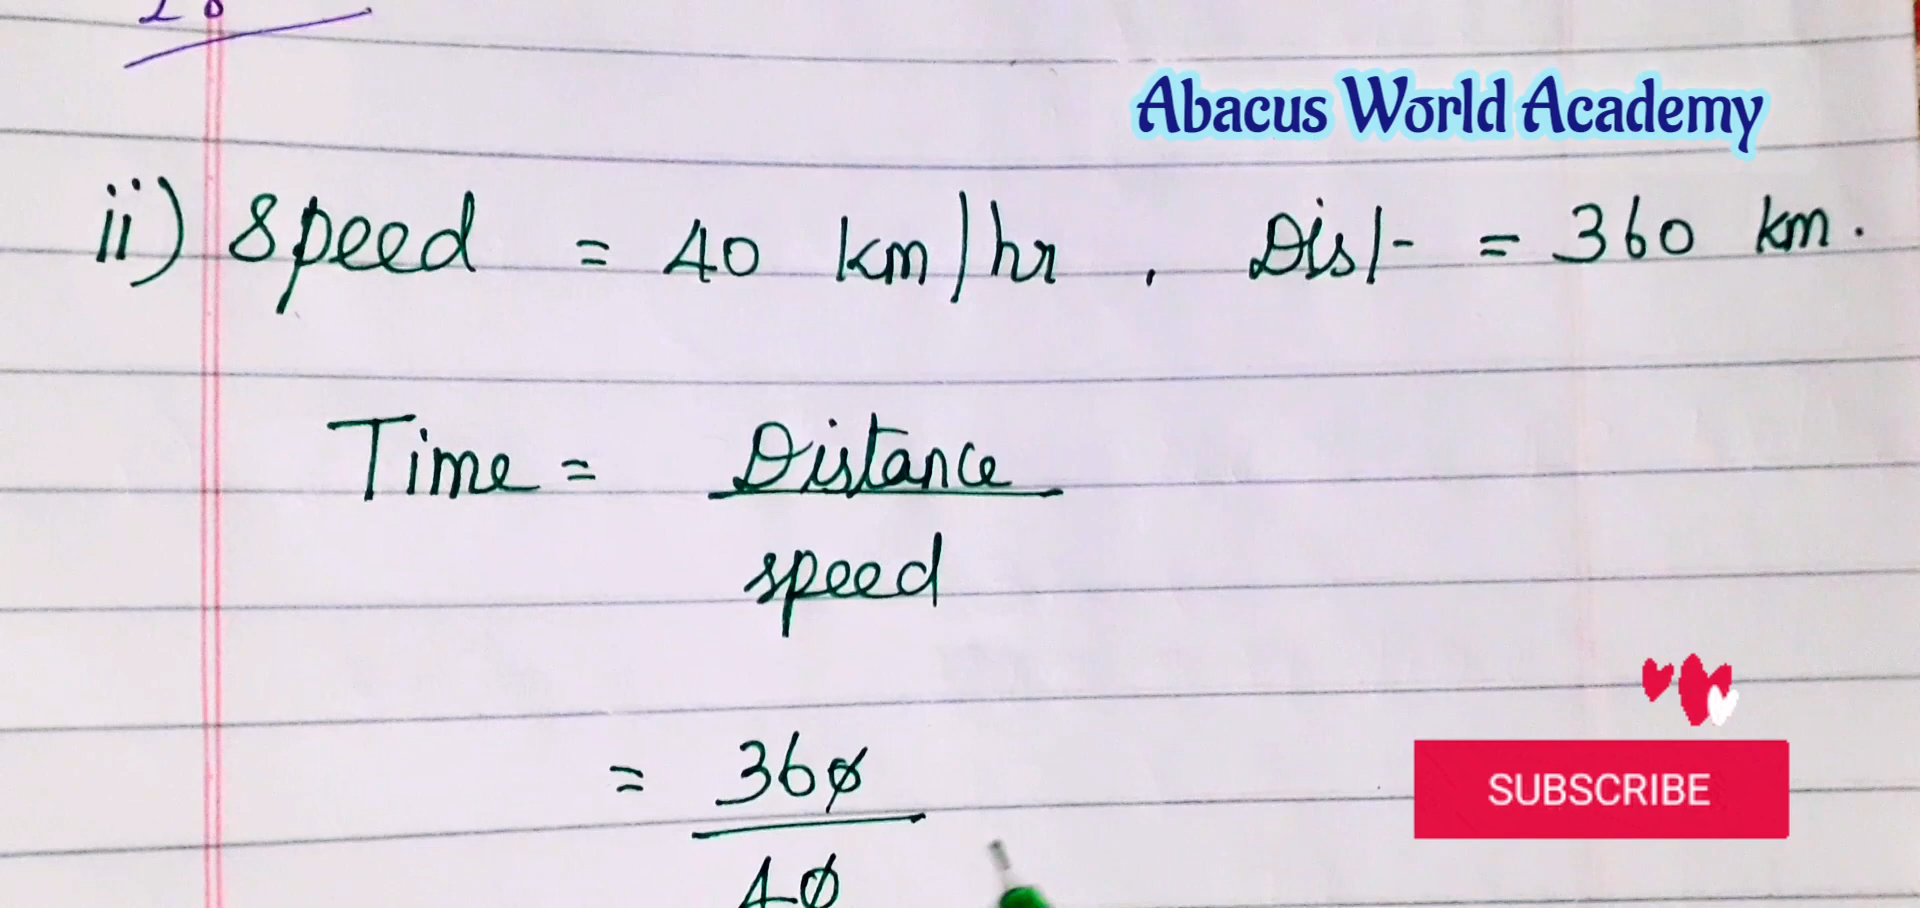 Abacus World Academy
ii) speed = 40 km/hr , Dist = 360 km.
Time = Distance
speed
= 360
SUBSCRIBE
40